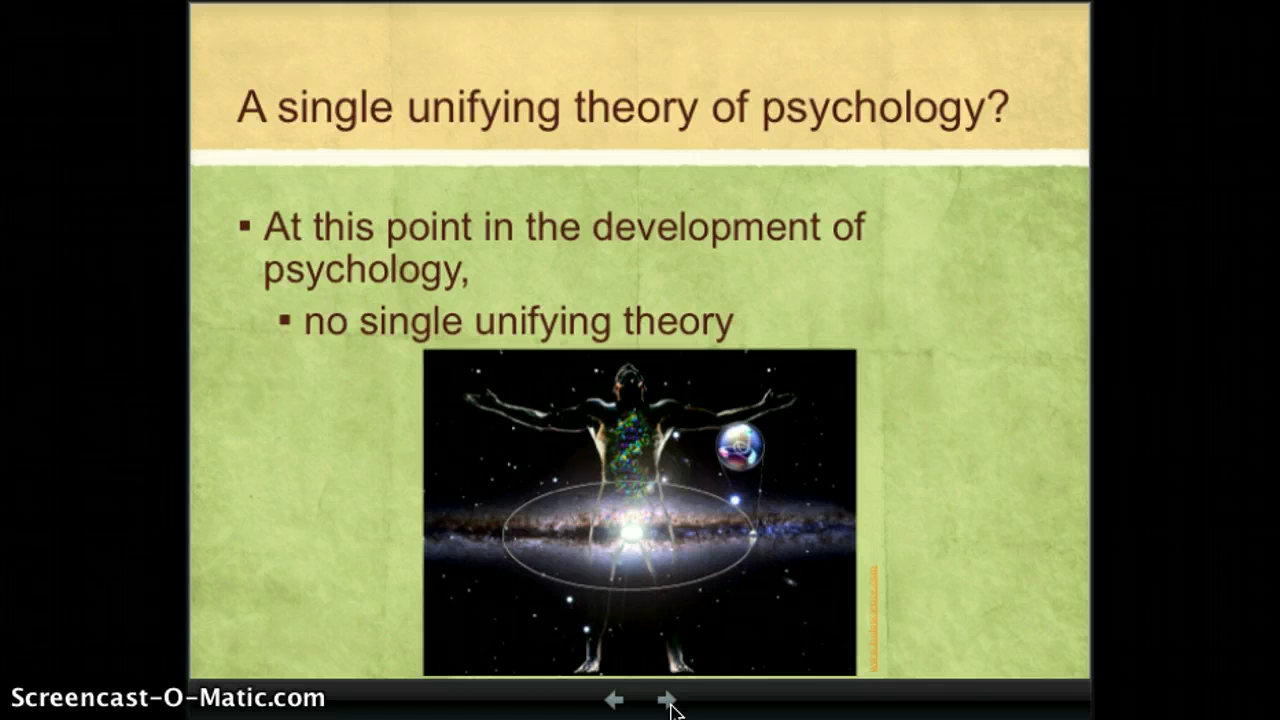 A single unifying theory of psychology?
▪ At this point in the development of
psychology,
▪ no single unifying theory
Screencast-O-Matic.com